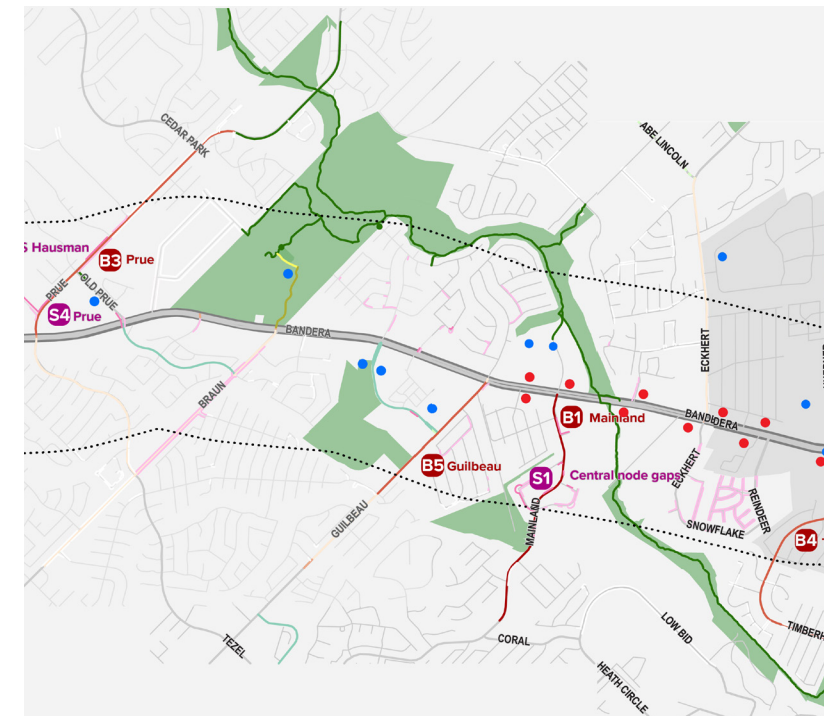 ABE LINCOLN
CEDAR PARK
S Hausman
B3 Prue
PRUE
OLD PRUE
S4 Prue
BANDERA
ECKHERT
BRAUN
B1 Mainland
BANDERA
B5 Guilbeau
S1 Central node gaps
ECKHERT
REINDEER
MAINLAND
SNOWFLAKE
GUILBEAU
B4
TIMBERH
TEZEL
CORAL
LOW BID
HEATH CIRCLE